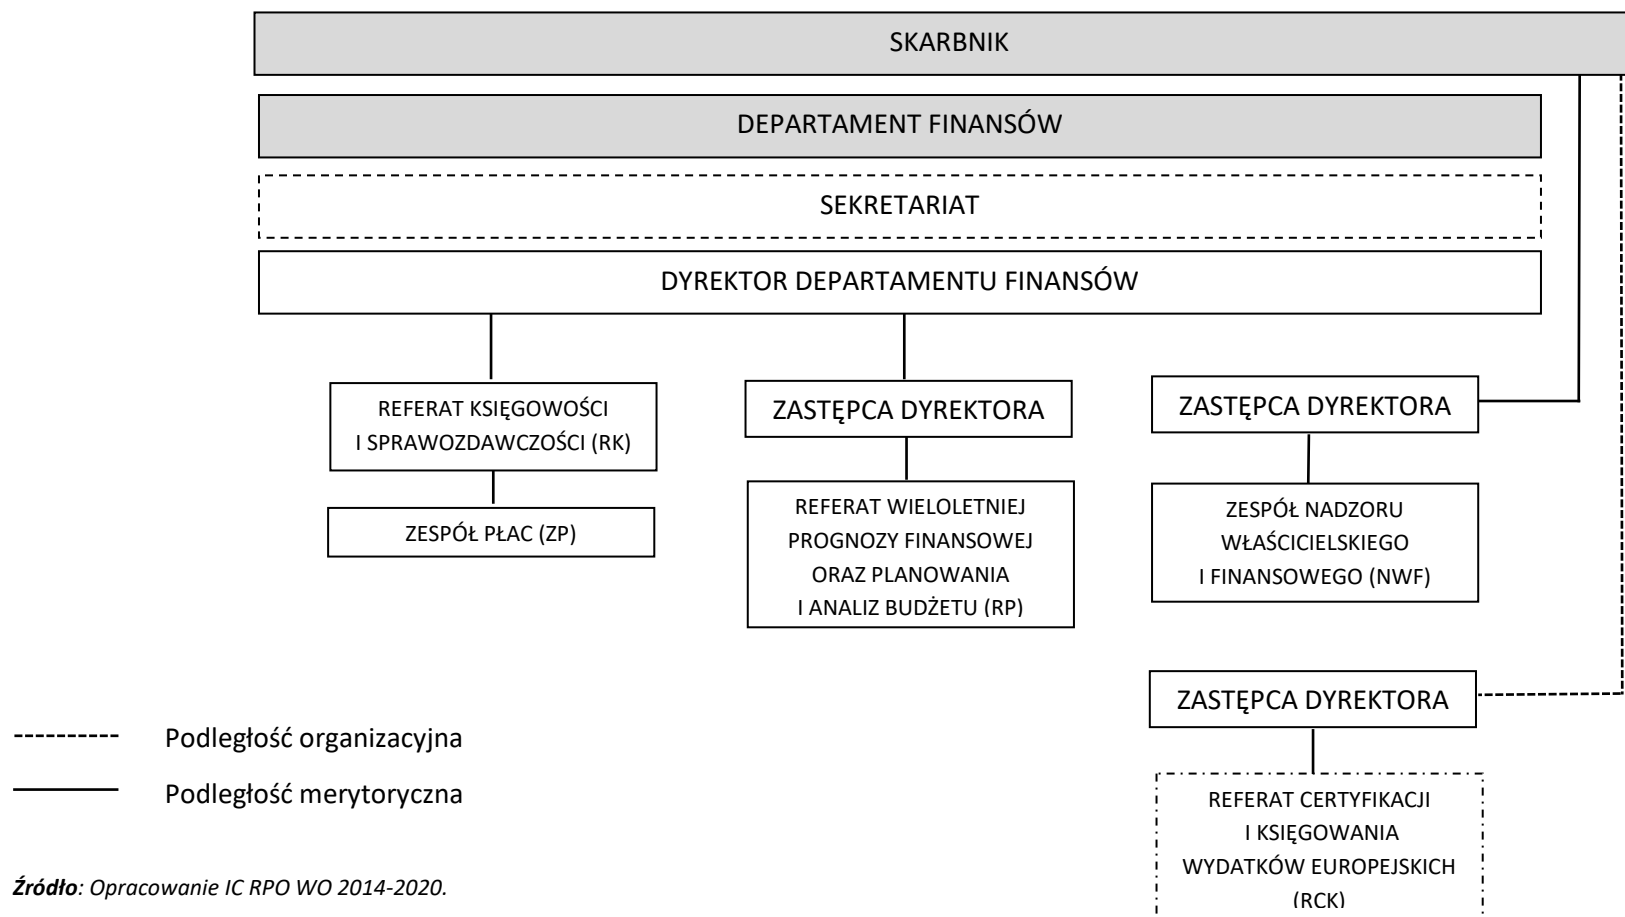 SKARBNIK
DEPARTAMENT FINANSÓW
SEKRETARIAT
DYREKTOR DEPARTAMENTU FINANSÓW
REFERAT KSIĘGOWOŚCI
I SPRAWOZDAWCZOŚCI (RK)
ZESPÓŁ PŁAC (ZP)
ZASTĘPCA DYREKTORA
REFERAT WIELOLETNIEJ
PROGNOZY FINANSOWEJ
ORAZ PLANOWANIA
I ANALIZ BUDŻETU (RP)
ZASTĘPCA DYREKTORA
ZESPÓŁ NADZORU
WŁAŚCICIELSKIEGO
I FINANSOWEGO (NWF)
ZASTĘPCA DYREKTORA
REFERAT CERTYFIKACJI
I KSIĘGOWANIA
WYDATKÓW EUROPEJSKICH
(RCK)
Podległość organizacyjna
Podległość merytoryczna
Źródło: Opracowanie IC RPO WO 2014-2020.